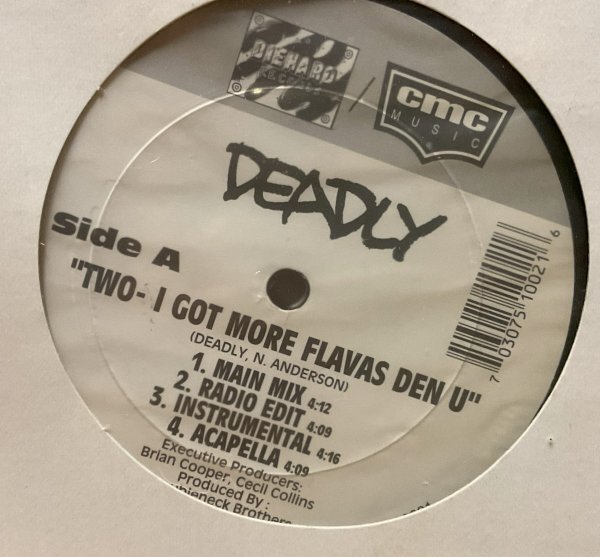 DIEHARD
RECORDS
cmc
MUSIC
DEADLY
Side A
"TWO- I GOT MORE FLAVAS DEN U"
(DEADLY, N. ANDERSON)
1. MAIN MIX 4:12
2. RADIO EDIT 4:09
3. INSTRUMENTAL 4:16
4. ACAPELLA 4:09
Executive Producers:
Brian Cooper, Cecil Collins
Produced By :
Brothers
7 03075 10021 6